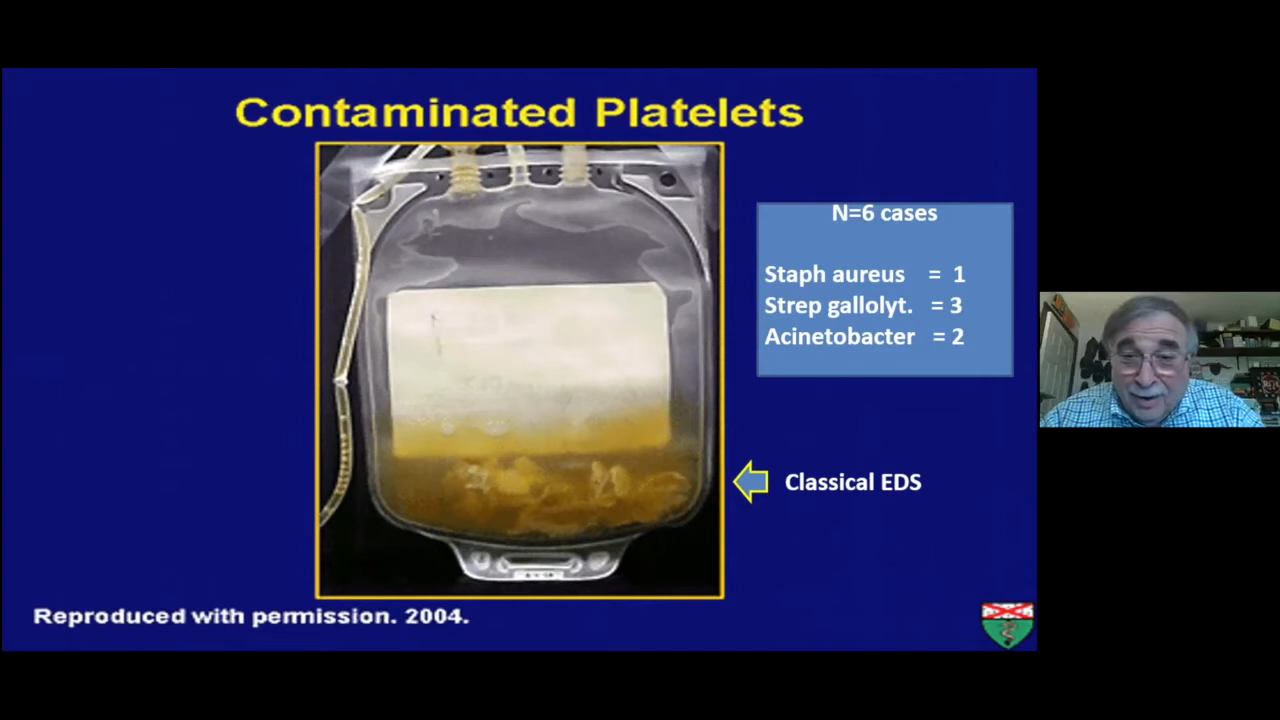 Contaminated Platelets
N=6 cases
Staph aureus = 1
Strep gallolyt. = 3
Acinetobacter = 2
Classical EDS
Reproduced with permission. 2004.